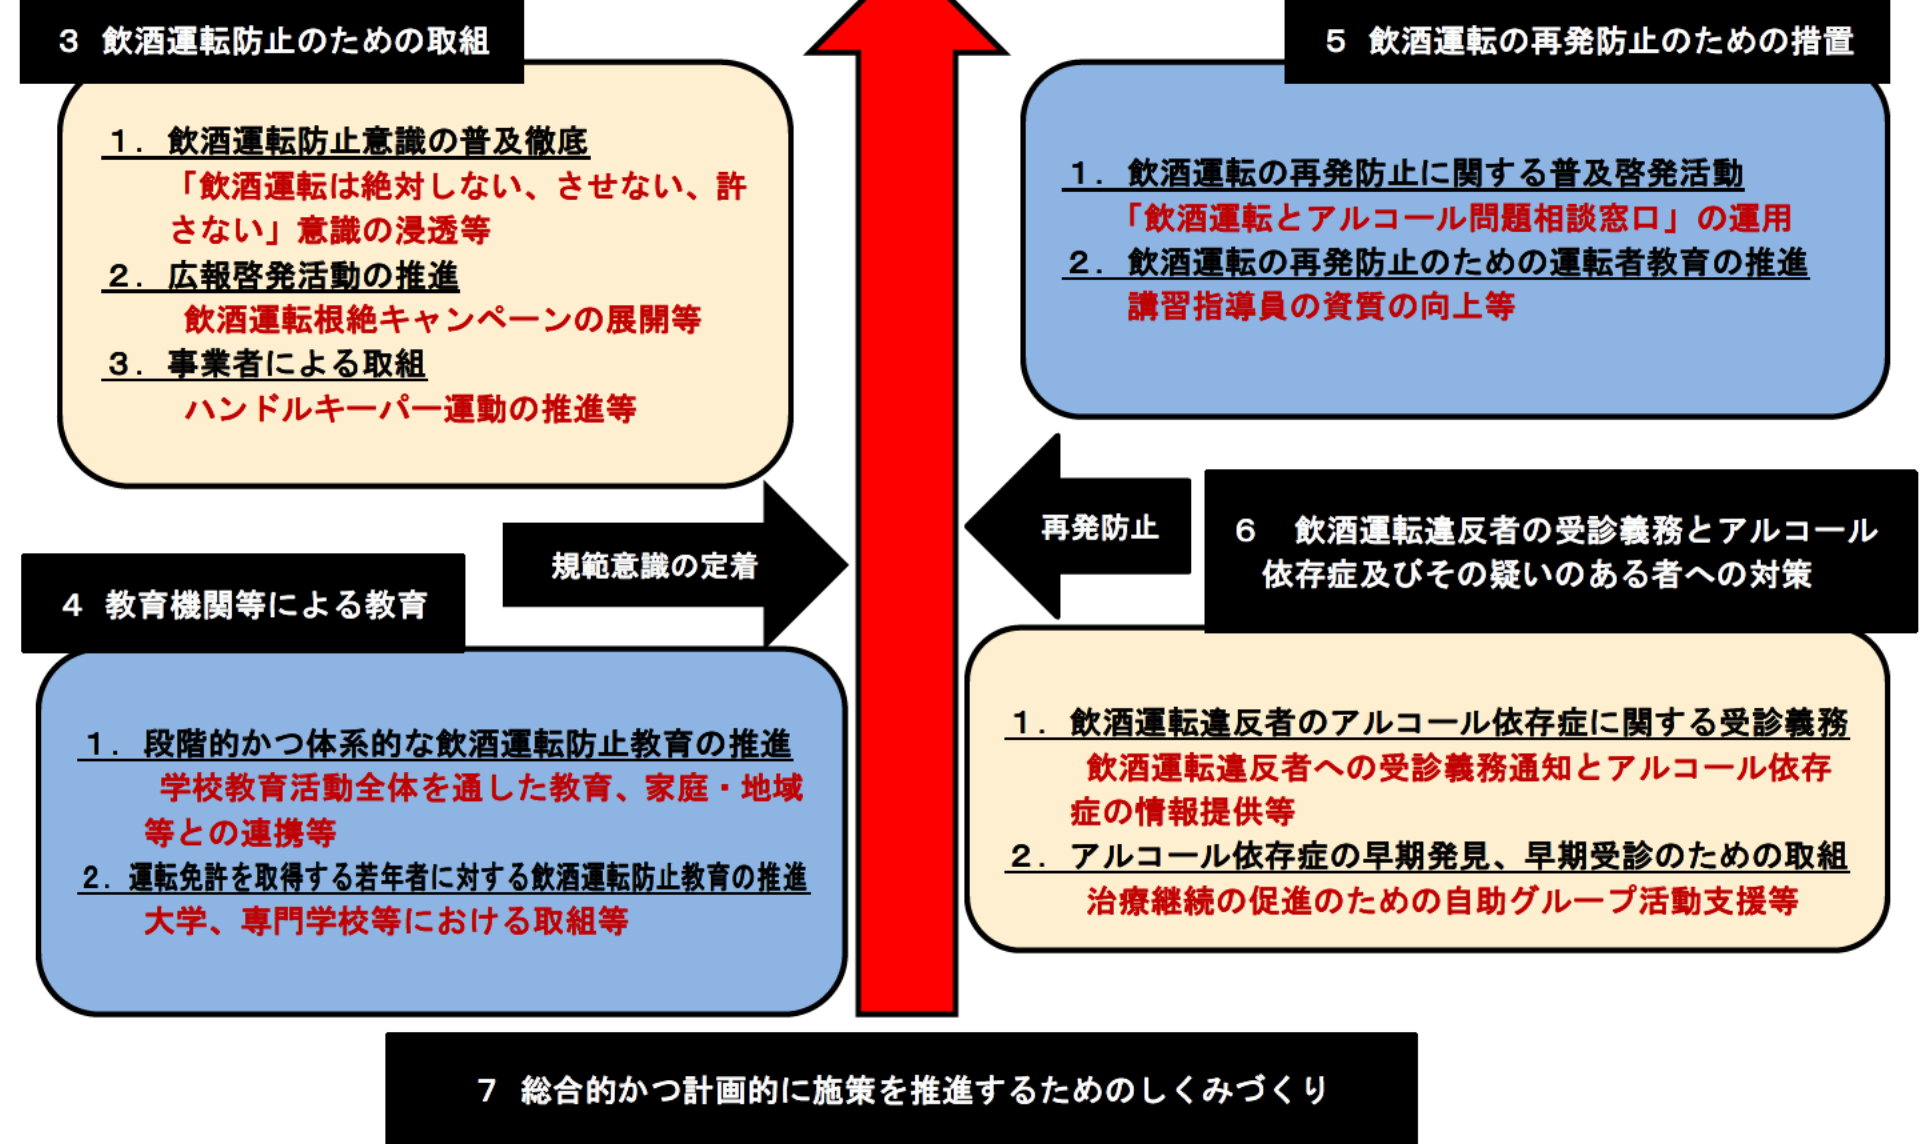 ３　飲酒運転防止のための取組
１．飲酒運転防止意識の普及徹底
「飲酒運転は絶対しない、させない、許
さない」意識の浸透等
２．広報啓発活動の推進
飲酒運転根絶キャンペーンの展開等
３．事業者による取組
ハンドルキーパー運動の推進等
規範意識の定着
４　教育機関等による教育
１．段階的かつ体系的な飲酒運転防止教育の推進
学校教育活動全体を通した教育、家庭・地域
等との連携等
２．運転免許を取得する若年者に対する飲酒運転防止教育の推進
大学、専門学校等における取組等
５　飲酒運転の再発防止のための措置
１．飲酒運転の再発防止に関する普及啓発活動
「飲酒運転とアルコール問題相談窓口」の運用
２．飲酒運転の再発防止のための運転者教育の推進
講習指導員の資質の向上等
再発防止
６　飲酒運転違反者の受診義務とアルコール
依存症及びその疑いのある者への対策
１．飲酒運転違反者のアルコール依存症に関する受診義務
飲酒運転違反者への受診義務通知とアルコール依存
症の情報提供等
２．アルコール依存症の早期発見、早期受診のための取組
治療継続の促進のための自助グループ活動支援等
７　総合的かつ計画的に施策を推進するためのしくみづくり